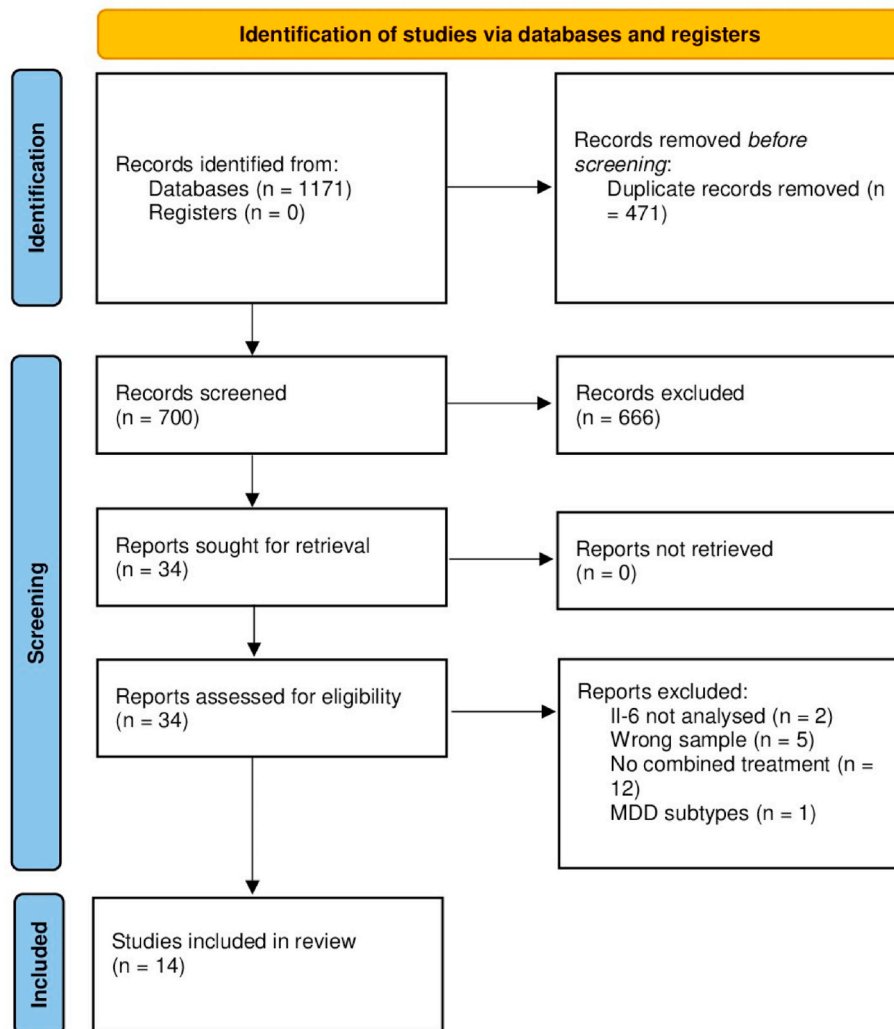 Identification of studies via databases and registers
Identification
Records identified from:
Databases (n = 1171)
Registers (n = 0)
Records removed before
screening:
Duplicate records removed (n
= 471)
Screening
Records screened
(n = 700)
Records excluded
(n = 666)
Reports sought for retrieval
(n = 34)
Reports not retrieved
(n = 0)
Reports assessed for eligibility
(n = 34)
Reports excluded:
Il-6 not analysed (n = 2)
Wrong sample (n = 5)
No combined treatment (n =
12)
MDD subtypes (n = 1)
Included
Studies included in review
(n = 14)